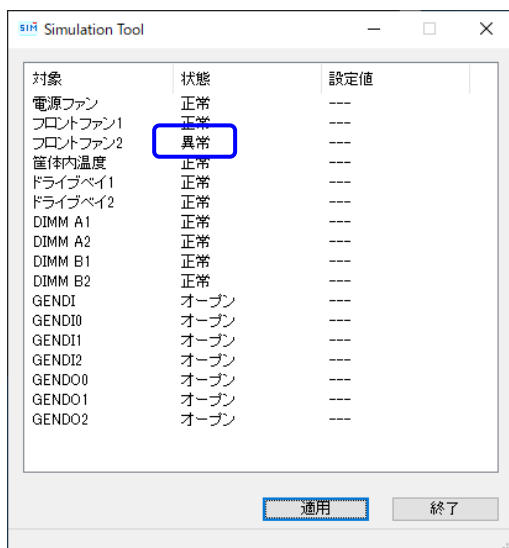 SIM Simulation Tool
対象 状態 設定値
電源ファン 正常 ---
フロントファン1 正常 ---
フロントファン2 異常 ---
筐体内温度 正常 ---
ドライブベイ1 正常 ---
ドライブベイ2 正常 ---
DIMM A1 正常 ---
DIMM A2 正常 ---
DIMM B1 正常 ---
DIMM B2 正常 ---
GENDI オープン ---
GENDI0 オープン ---
GENDI1 オープン ---
GENDI2 オープン ---
GENDO0 オープン ---
GENDO1 オープン ---
GENDO2 オープン ---
適用 終了